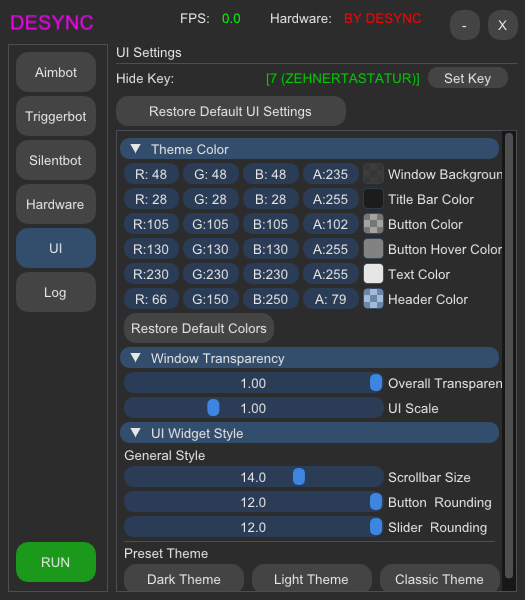 DESYNC
FPS: 0.0 Hardware: BY DESYNC - X
Aimbot
Triggerbot
Silentbot
Hardware
UI
Log
RUN
UI Settings
Hide Key: [7 (ZEHNERTASTATUR)] Set Key
Restore Default UI Settings
Theme Color
R: 48 G: 48 B: 48 A:235 Window Backgroun
R: 28 G: 28 B: 28 A:255 Title Bar Color
R:105 G:105 B:105 A:102 Button Color
R:130 G:130 B:130 A:255 Button Hover Color
R:230 G:230 B:230 A:255 Text Color
R: 66 G:150 B:250 A: 79 Header Color
Restore Default Colors
Window Transparency
1.00 Overall Transparen
1.00 UI Scale
UI Widget Style
General Style
14.0 Scrollbar Size
12.0 Button Rounding
12.0 Slider Rounding
Preset Theme
Dark Theme Light Theme Classic Theme